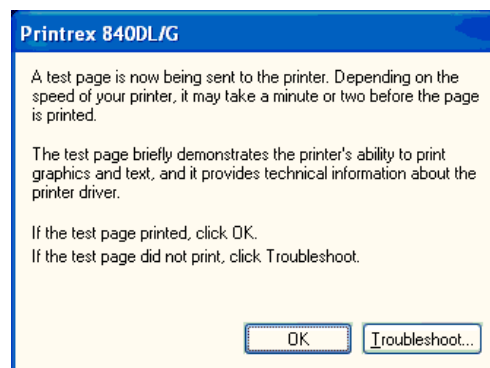 Printrex 840DL/G
A test page is now being sent to the printer. Depending on the
speed of your printer, it may take a minute or two before the page
is printed.
The test page briefly demonstrates the printer's ability to print
graphics and text, and it provides technical information about the
printer driver.
If the test page printed, click OK.
If the test page did not print, click Troubleshoot.
OK
Troubleshoot...